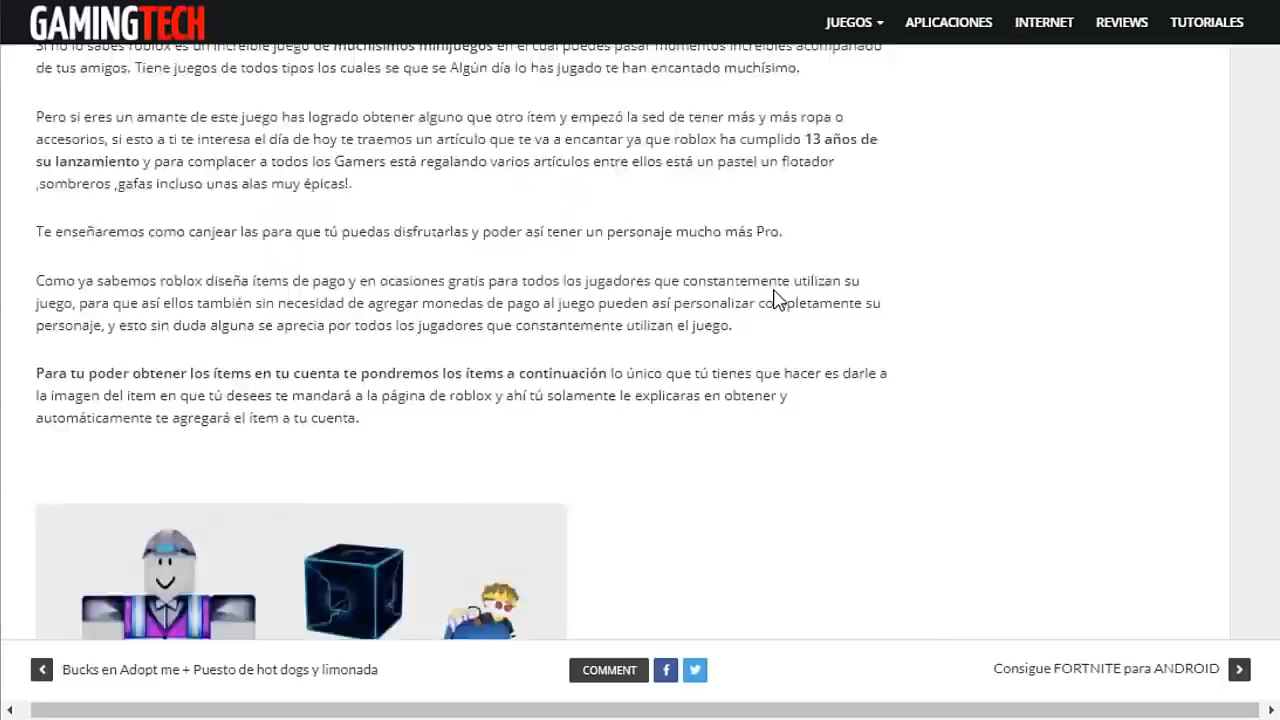 GAMINGTECH
JUEGOS APLICACIONES INTERNET REVIEWS TUTORIALES
Si no lo sabes roblox es un increíble juego de muchísimos minijuegos en el cual puedes pasar momentos increíbles acompañado
de tus amigos. Tiene juegos de todos tipos los cuales se que se Algún día lo has jugado te han encantado muchísimo.
Pero si eres un amante de este juego has logrado obtener alguno que otro ítem y empezó la sed de tener más y más ropa o
accesorios, si esto a ti te interesa el día de hoy te traemos un artículo que te va a encantar ya que roblox ha cumplido 13 años de
su lanzamiento y para complacer a todos los Gamers está regalando varios artículos entre ellos está un pastel un flotador
,sombreros ,gafas incluso unas alas muy épicas!.
Te enseñaremos como canjear las para que tú puedas disfrutarlas y poder así tener un personaje mucho más Pro.
Como ya sabemos roblox diseña ítems de pago y en ocasiones gratis para todos los jugadores que constantemente utilizan su
juego, para que así ellos también sin necesidad de agregar monedas de pago al juego pueden así personalizar completamente su
personaje, y esto sin duda alguna se aprecia por todos los jugadores que constantemente utilizan el juego.
Para tu poder obtener los ítems en tu cuenta te pondremos los ítems a continuación lo único que tú tienes que hacer es darle a
la imagen del item en que tú desees te mandará a la página de roblox y ahí tú solamente le explicaras en obtener y
automáticamente te agregará el ítem a tu cuenta.
Bucks en Adopt me + Puesto de hot dogs y limonada
COMMENT
Consigue FORTNITE para ANDROID